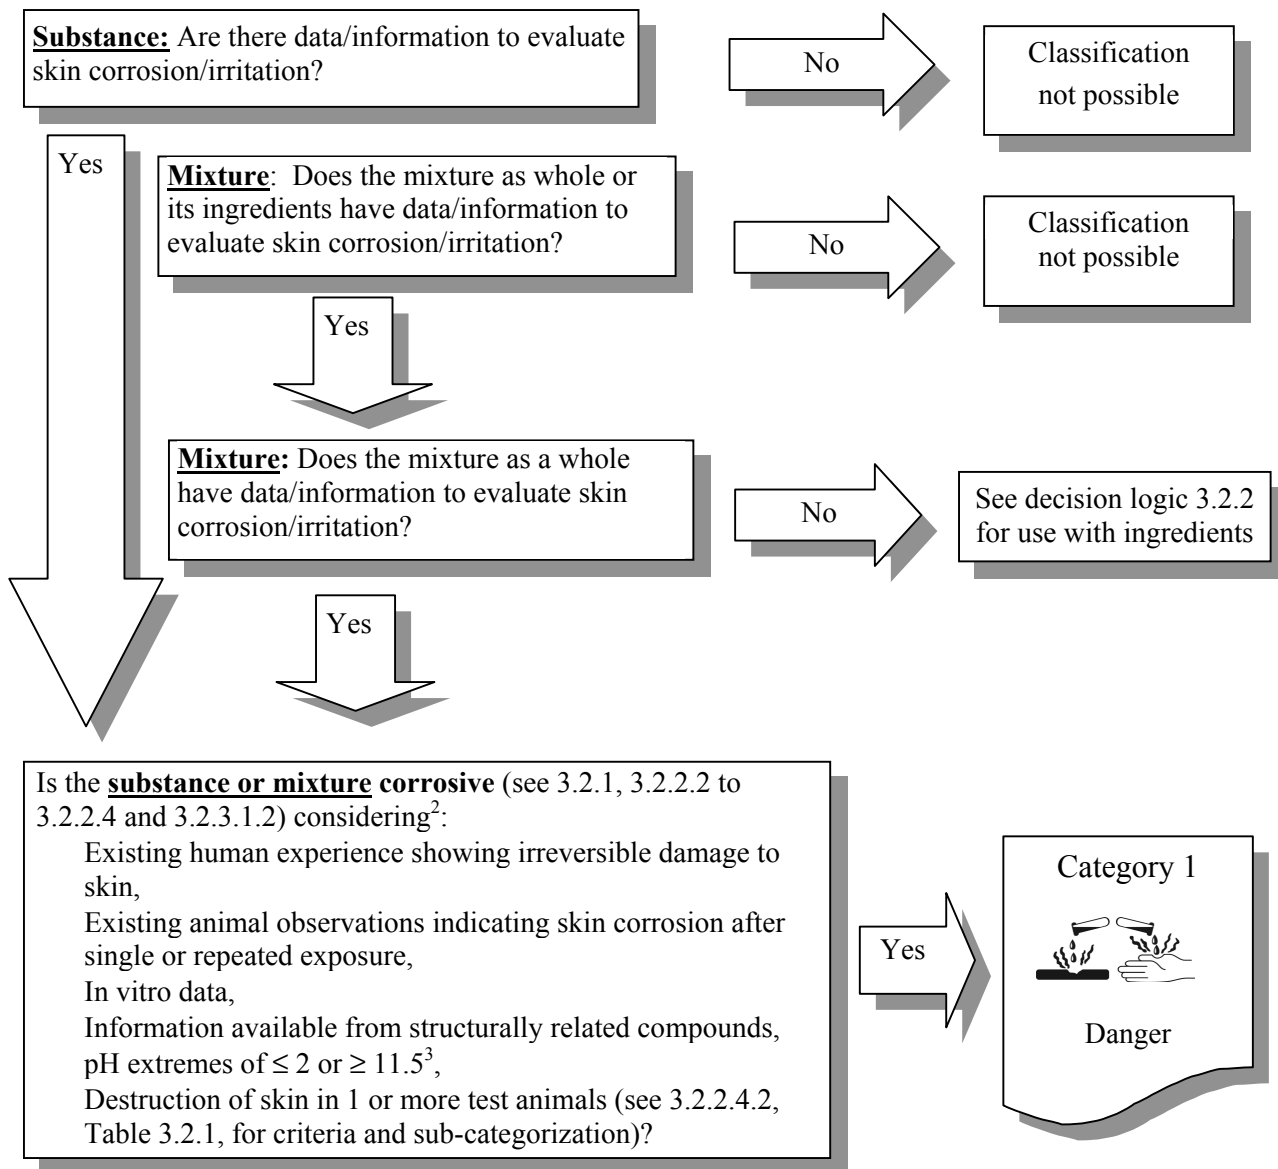 Substance: Are there data/information to evaluate
skin corrosion/irritation?
No
Classification
not possible
Yes
Mixture:  Does the mixture as whole or
its ingredients have data/information to
evaluate skin corrosion/irritation?
No
Classification
not possible
Yes
Mixture: Does the mixture as a whole
have data/information to evaluate skin
corrosion/irritation?
No
See decision logic 3.2.2
for use with ingredients
Yes
Is the substance or mixture corrosive (see 3.2.1, 3.2.2.2 to
3.2.2.4 and 3.2.3.1.2) considering²:
Existing human experience showing irreversible damage to
skin,
Existing animal observations indicating skin corrosion after
single or repeated exposure,
In vitro data,
Information available from structurally related compounds,
pH extremes of ≤ 2 or ≥ 11.5³,
Destruction of skin in 1 or more test animals (see 3.2.2.4.2,
Table 3.2.1, for criteria and sub-categorization)?
Yes
Category 1
Danger